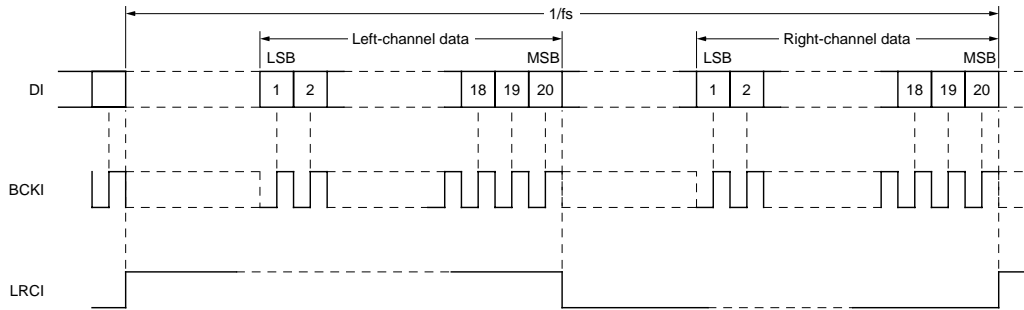 1/fs
Left-channel data Right-channel data
LSB MSB LSB MSB
DI 1 2 18 19 20 1 2 18 19 20
BCKI
LRCI